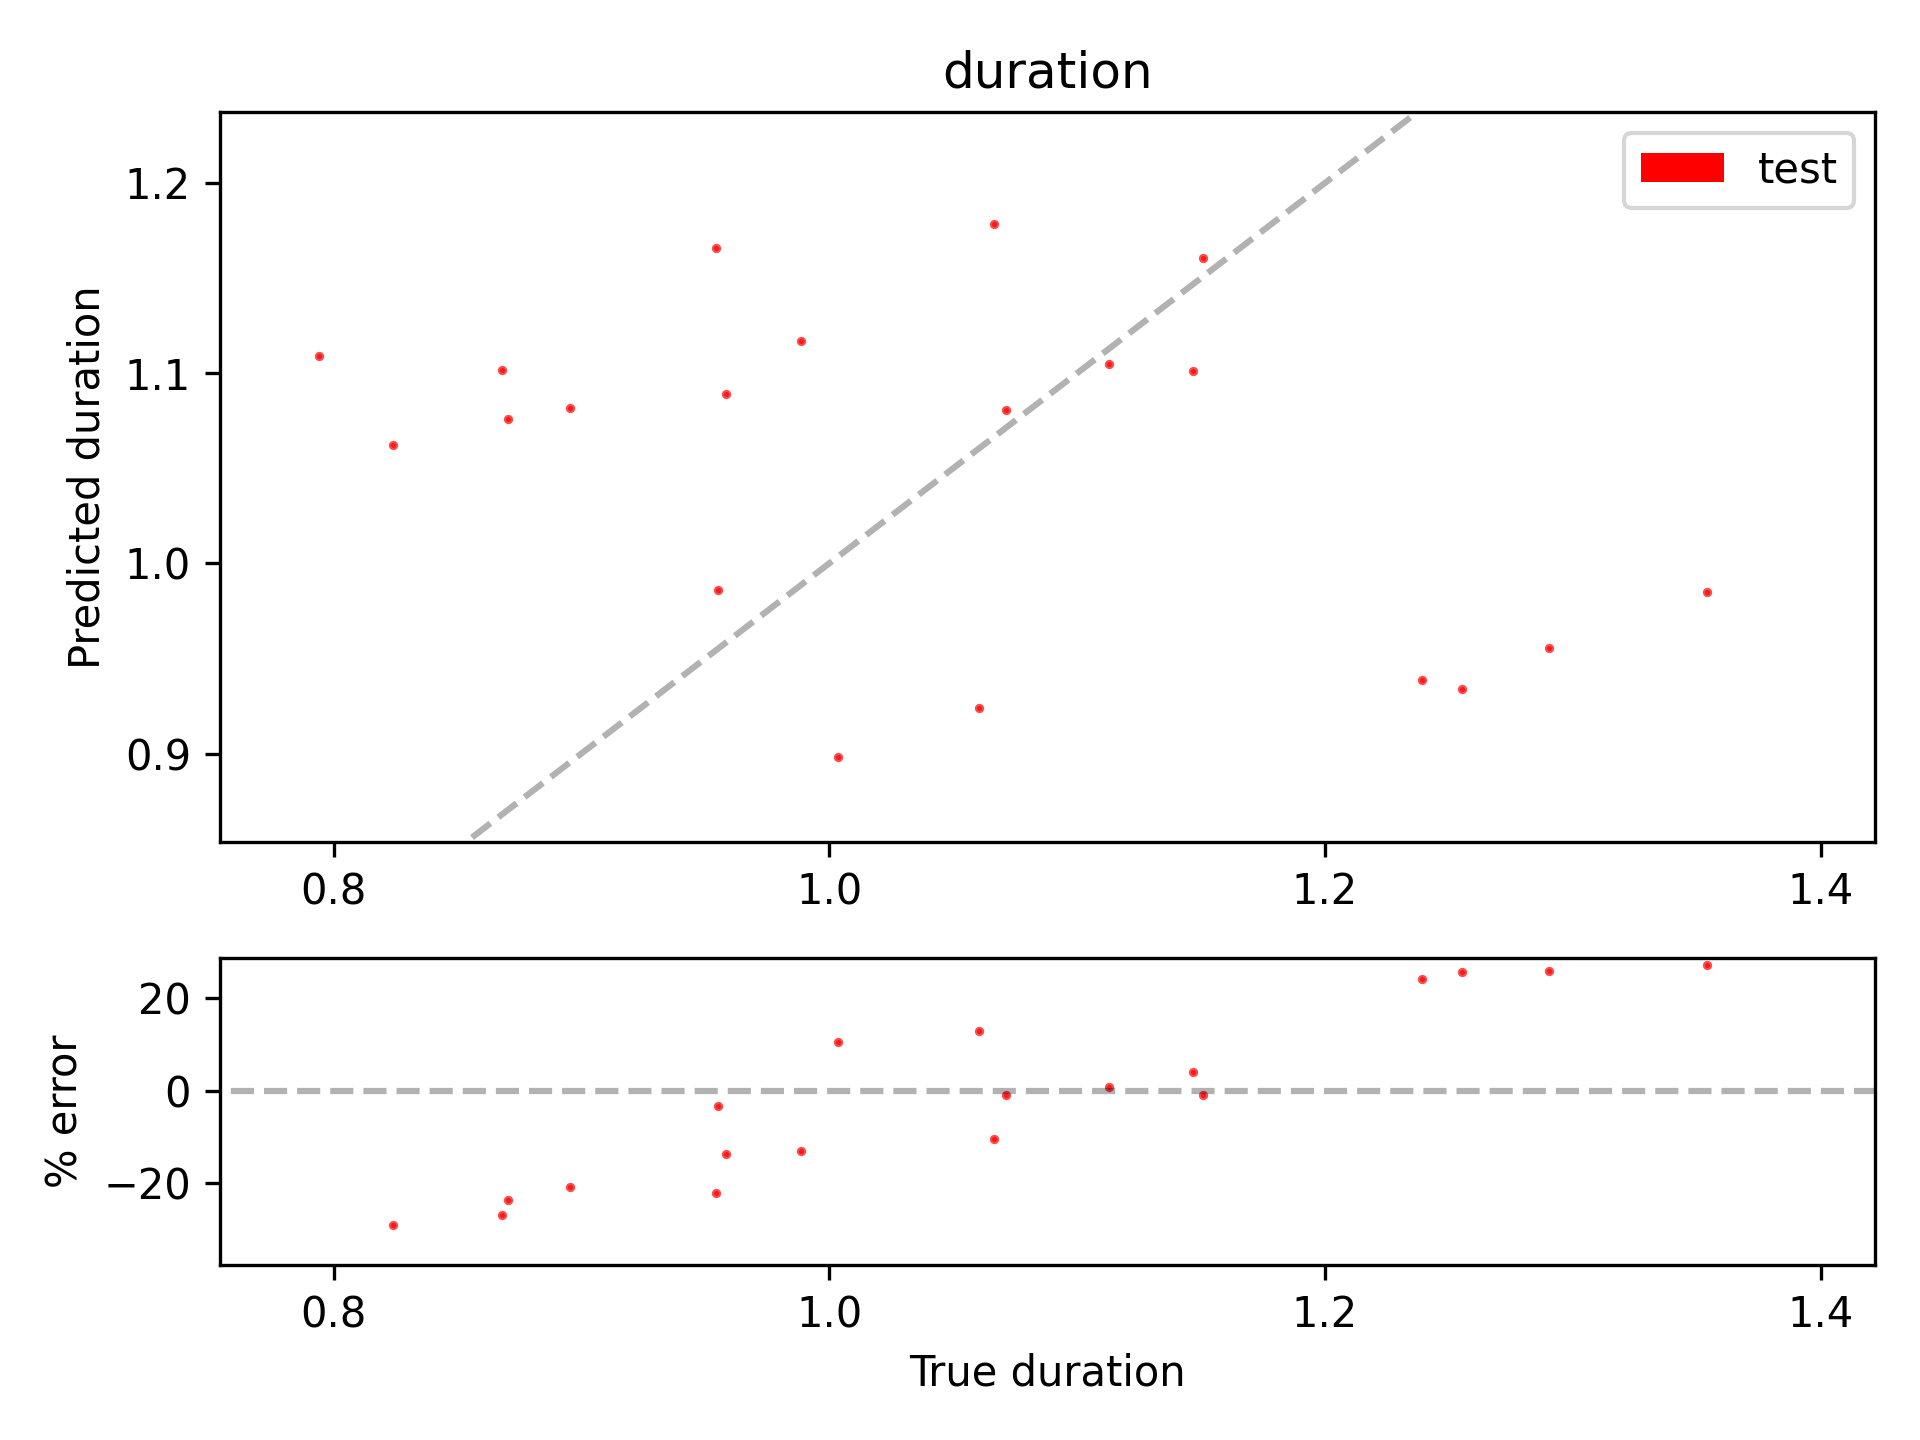 duration
test
Predicted duration
1.2
1.1
1.0
0.9
0.8 1.0 1.2 1.4
% error
20
0
−20
0.8 1.0 1.2 1.4
True duration